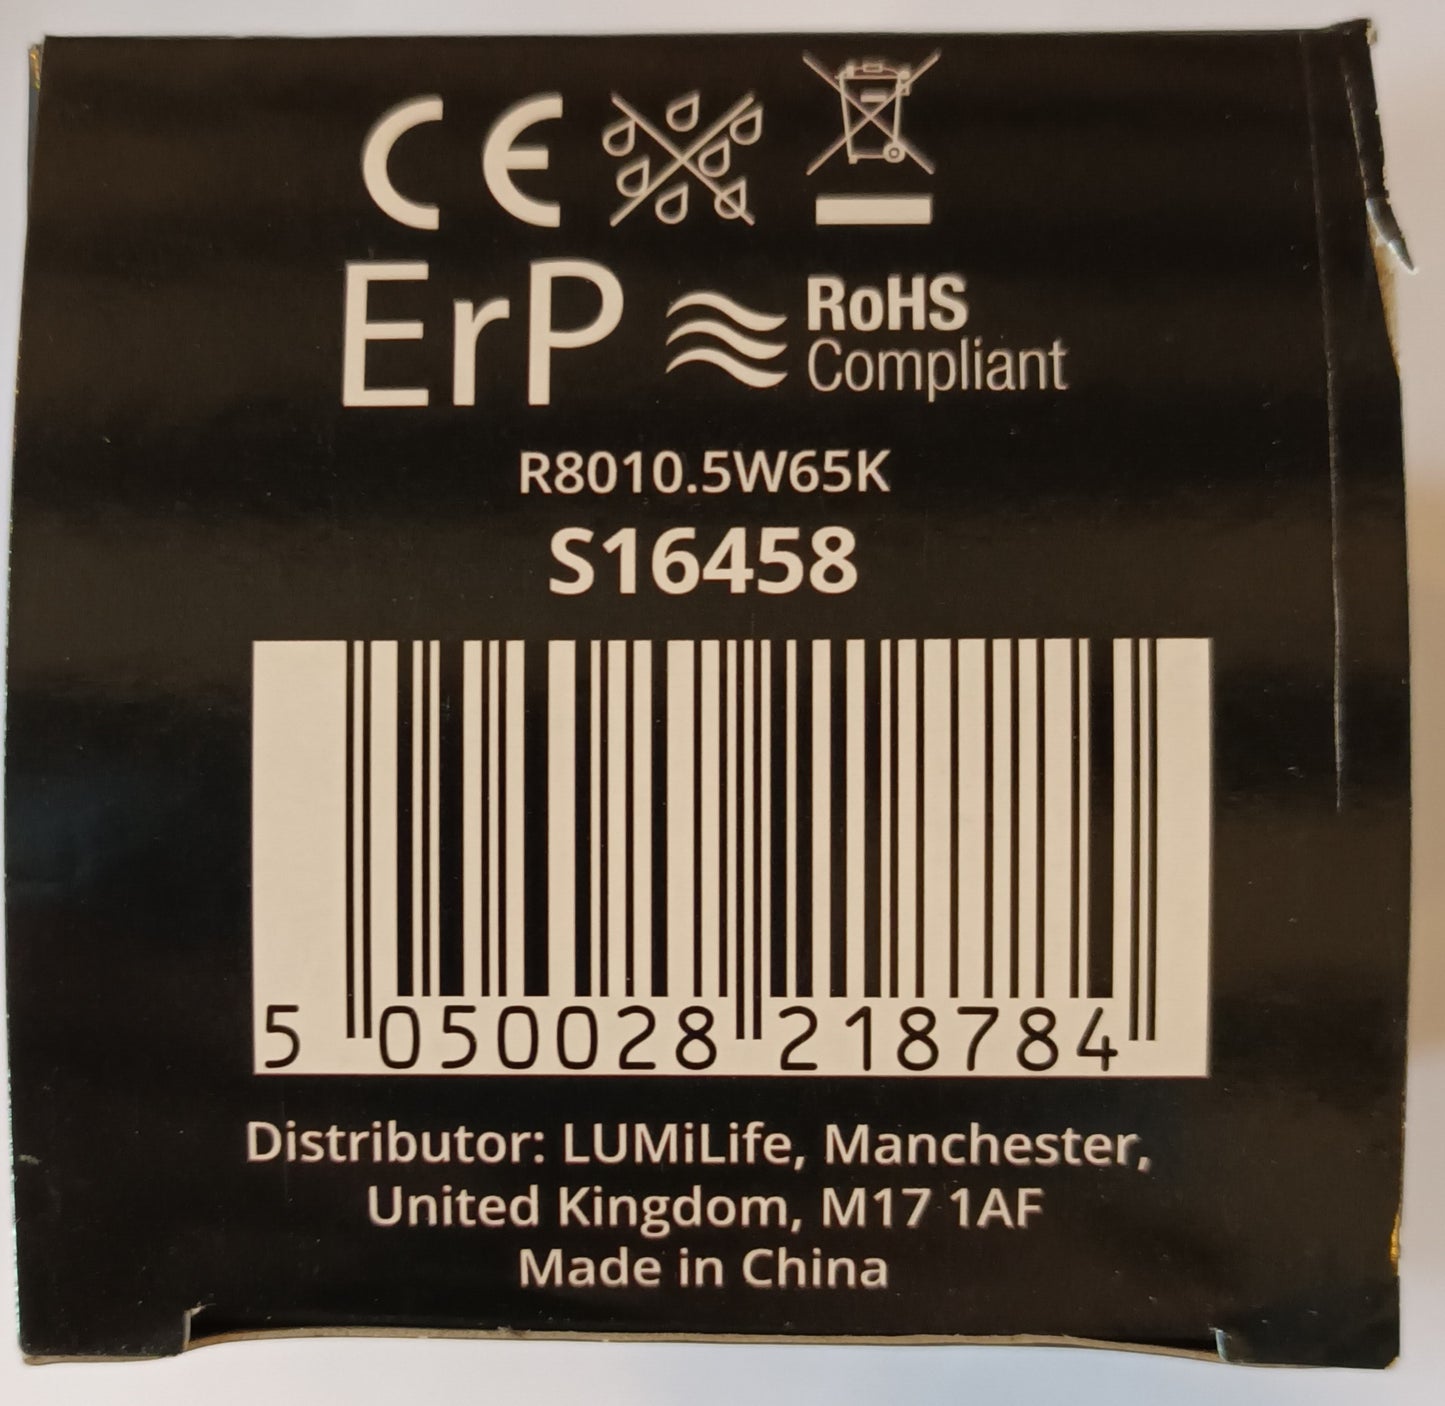 CE
ErP
RoHS
Compliant
R8010.5W65K
S16458
5 050028 218784
Distributor: LUMiLife, Manchester,
United Kingdom, M17 1AF
Made in China